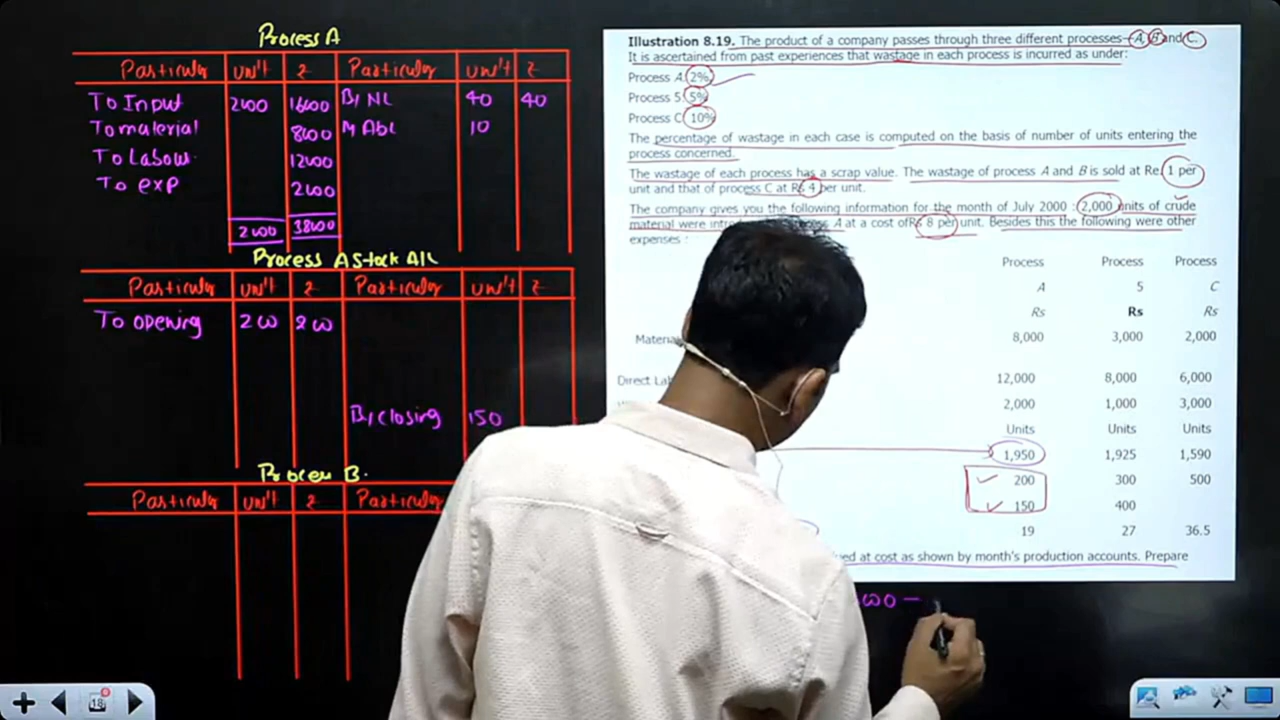 Process A
Particular Unit ₹ Particular Unit ₹
To Input 2000 16000 By NL 40 40
To material 8000 By Abl 10
To Labour 12000
To exp 2000
2000 38000
Process A Stock A/c
Particular Unit ₹ Particular Unit ₹
To opening 200
By closing 150
Process B.
Particular Unit ₹ Particular
Illustration 8.19. The product of a company passes through three different processes—A, B and C.
It is ascertained from past experiences that wastage in each process is incurred as under:
Process A: 2%
Process 5: 5%
Process C 10%
The percentage of wastage in each case is computed on the basis of number of units entering the
process concerned.
The wastage of each process has a scrap value. The wastage of process A and B is sold at Re. 1 per
unit and that of process C at Rs 4 per unit.
The company gives you the following information for the month of July 2000 : 2,000 units of crude
material were A at a cost of Rs 8 per unit. Besides this the following were other
expenses :
Process Process Process
A 5 C
Rs Rs Rs
8,000 3,000 2,000
12,000 8,000 6,000
2,000 1,000 3,000
Units Units Units
1,950 1,925 1,590
200 300 500
150 400
19 27 36.5
at cost as shown by month's production accounts. Prepare
18